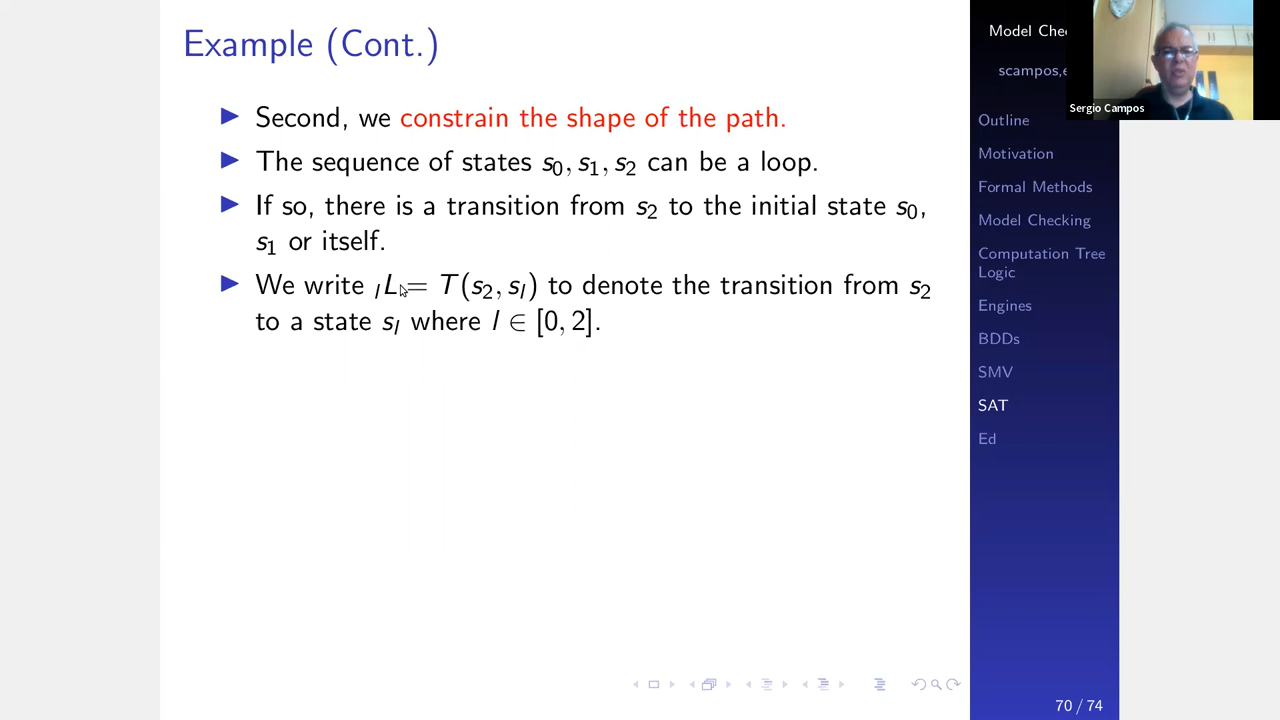 Example (Cont.)
▶ Second, we constrain the shape of the path.
▶ The sequence of states s₀, s₁, s₂ can be a loop.
▶ If so, there is a transition from s₂ to the initial state s₀,
s₁ or itself.
▶ We write ₗL = T(s₂, sₗ) to denote the transition from s₂
to a state sₗ where l ∈ [0, 2].
Model Che
scampos,e
Sergio Campos
Outline
Motivation
Formal Methods
Model Checking
Computation Tree
Logic
Engines
BDDs
SMV
SAT
Ed
70 / 74